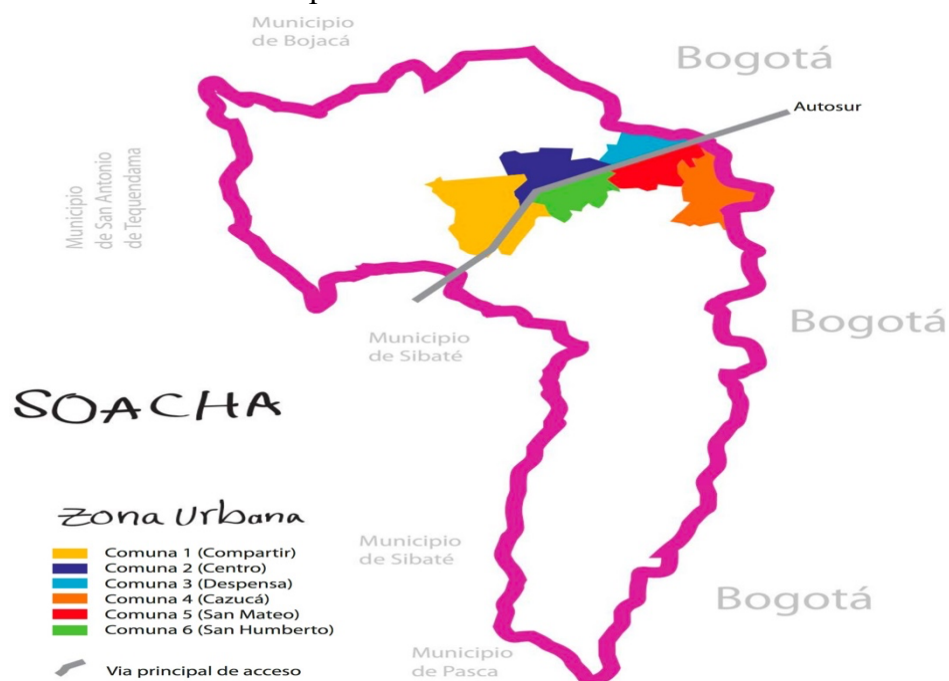 Municipio
de Bojacá
Bogotá
Autosur
Municipio
de San Antonio
de Tequendama
Bogotá
Municipio
de Sibaté
SOACHA
Zona Urbana
Comuna 1 (Compartir)
Comuna 2 (Centro)
Comuna 3 (Despensa)
Comuna 4 (Cazucá)
Comuna 5 (San Mateo)
Comuna 6 (San Humberto)
Via principal de acceso
Municipio
de Sibaté
Bogotá
Municipio
de Pasca